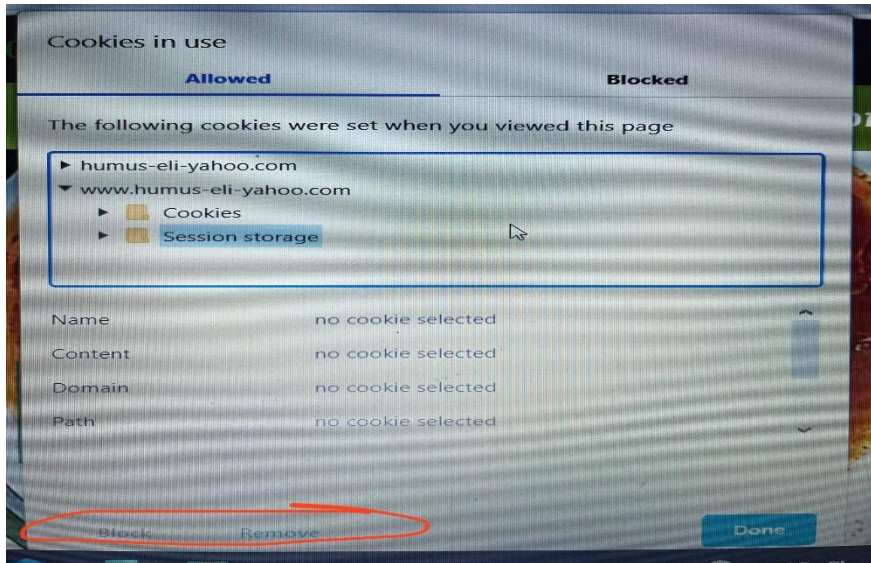 Cookies in use
Allowed Blocked
The following cookies were set when you viewed this page
humus-eli-yahoo.com
www.humus-eli-yahoo.com
Cookies
Session storage
Name no cookie selected
Content no cookie selected
Domain no cookie selected
Path no cookie selected
Block Remove Done